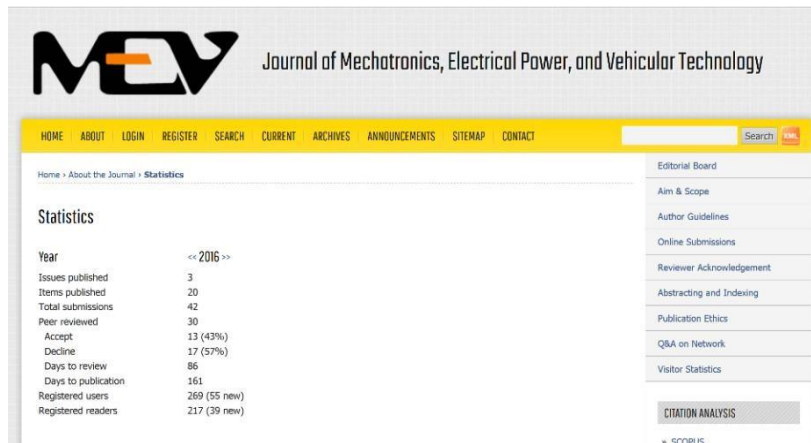 MEV
Journal of Mechatronics, Electrical Power, and Vehicular Technology
HOME ABOUT LOGIN REGISTER SEARCH CURRENT ARCHIVES ANNOUNCEMENTS SITEMAP CONTACT
Search XML
Home > About the Journal > Statistics
Statistics
Year << 2016 >>
Issues published 3
Items published 20
Total submissions 42
Peer reviewed 30
Accept 13 (43%)
Decline 17 (57%)
Days to review 86
Days to publication 161
Registered users 269 (55 new)
Registered readers 217 (39 new)
Editorial Board
Aim & Scope
Author Guidelines
Online Submissions
Reviewer Acknowledgement
Abstracting and Indexing
Publication Ethics
Q&A on Network
Visitor Statistics
CITATION ANALYSIS
» SCOPUS